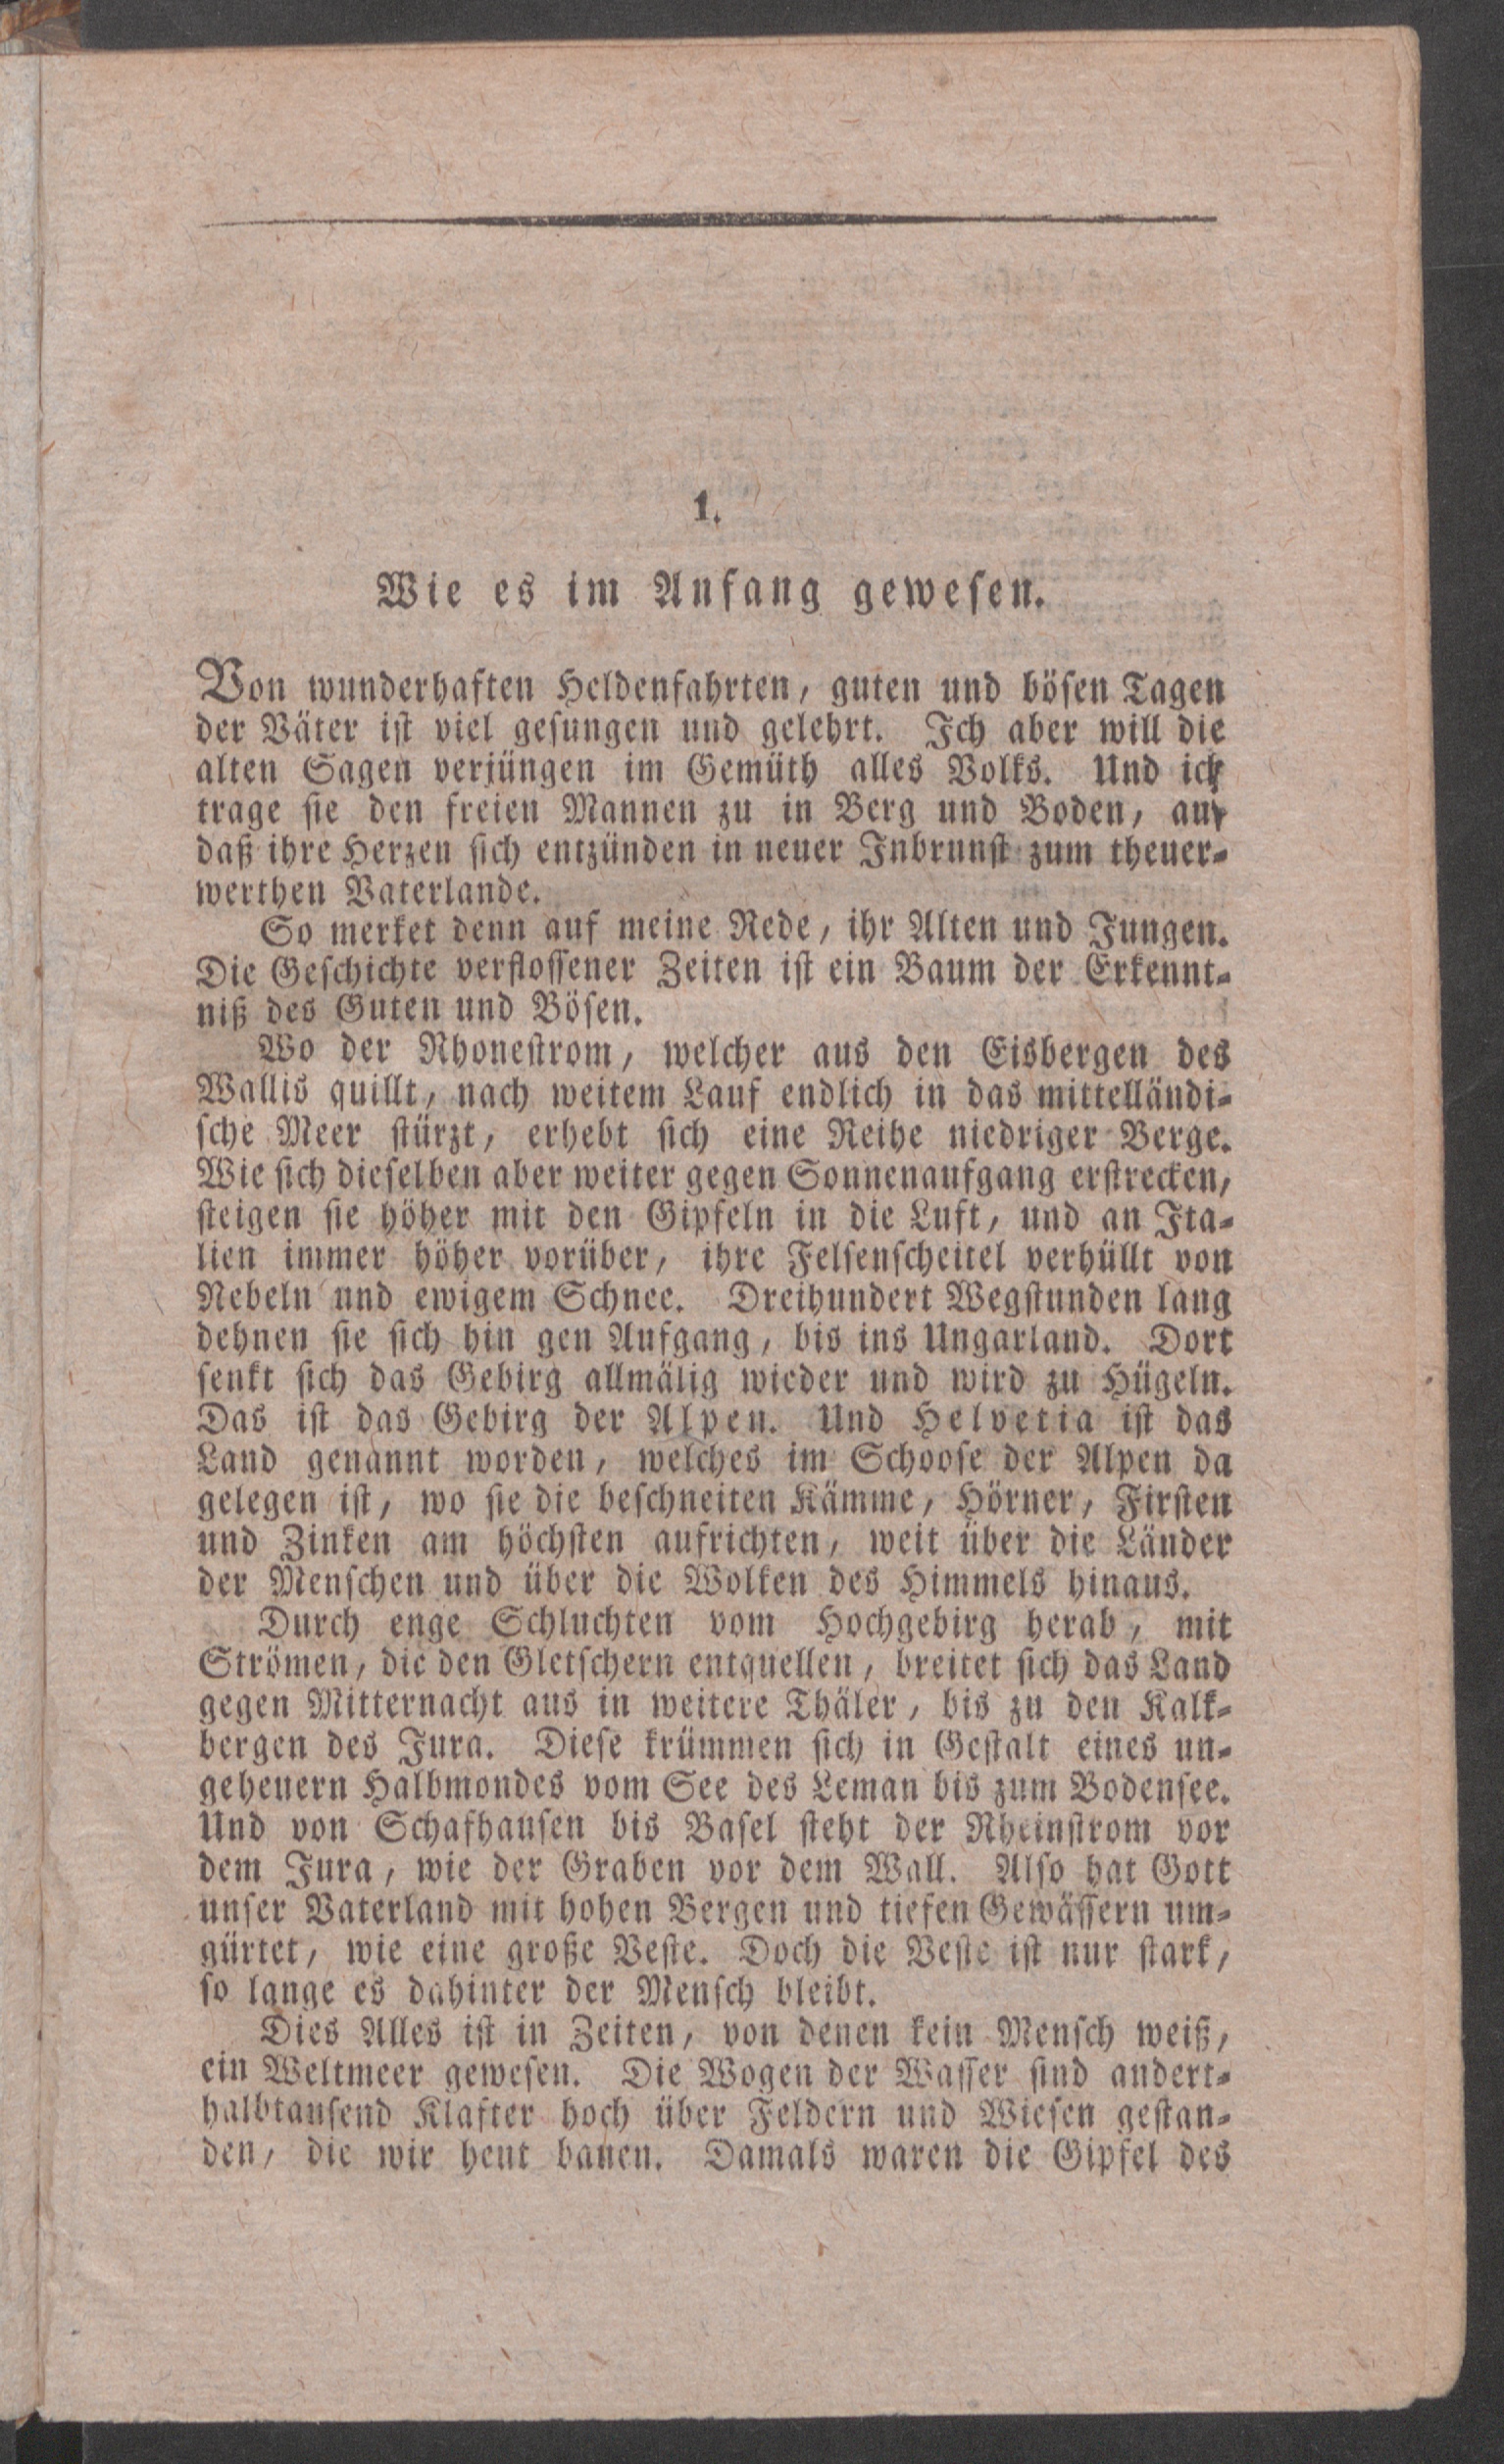 1.
Wie es im Anfang gewesen.
Von wunderhaften Heldenfahrten, guten und bösen Tagen
der Väter ist viel gesungen und gelehrt. Ich aber will die
alten Sagen verjüngen im Gemüth alles Volks. Und ich
trage sie den freien Mannen zu in Berg und Boden, auf
daß ihre Herzen sich entzünden in neuer Inbrunst zum theuer-
werthen Vaterlande.
So merket denn auf meine Rede, ihr Alten und Jungen.
Die Geschichte verflossener Zeiten ist ein Baum der Erkennt-
niß des Guten und Bösen.
Wo der Rhonestrom, welcher aus den Eisbergen des
Wallis quillt, nach weitem Lauf endlich in das mittelländi-
sche Meer stürzt, erhebt sich eine Reihe niedriger Berge.
Wie sich dieselben aber weiter gegen Sonnenaufgang erstrecken,
steigen sie höher mit den Gipfeln in die Luft, und an Ita-
lien immer höher vorüber, ihre Felsenscheitel verhüllt von
Nebeln und ewigem Schnee. Dreihundert Wegstunden lang
dehnen sie sich hin gen Aufgang, bis ins Ungarland. Dort
senkt sich das Gebirg allmälig wieder und wird zu Hügeln.
Das ist das Gebirg der Alpen. Und Helvetia ist das
Land genannt worden, welches im Schoose der Alpen da
gelegen ist, wo sie die beschneiten Kämme, Hörner, Firsten
und Zinken am höchsten aufrichten, weit über die Länder
der Menschen und über die Wolken des Himmels hinaus.
Durch enge Schluchten vom Hochgebirg herab, mit
Strömen, die den Gletschern entquellen, breitet sich das Land
gegen Mitternacht aus in weitere Thäler, bis zu den Kalk-
bergen des Jura. Diese krümmen sich in Gestalt eines un-
geheuern Halbmondes vom See des Leman bis zum Bodensee.
Und von Schafhausen bis Basel steht der Rheinstrom vor
dem Jura, wie der Graben vor dem Wall. Also hat Gott
unser Vaterland mit hohen Bergen und tiefen Gewässern um-
gürtet, wie eine große Veste. Doch die Veste ist nur stark,
so lange es dahinter der Mensch bleibt.
Dies Alles ist in Zeiten, von denen kein Mensch weiß,
ein Weltmeer gewesen. Die Wogen der Wasser sind andert-
halbtausend Klafter hoch über Feldern und Wiesen gestan-
den, die wir heut bauen. Damals waren die Gipfel des